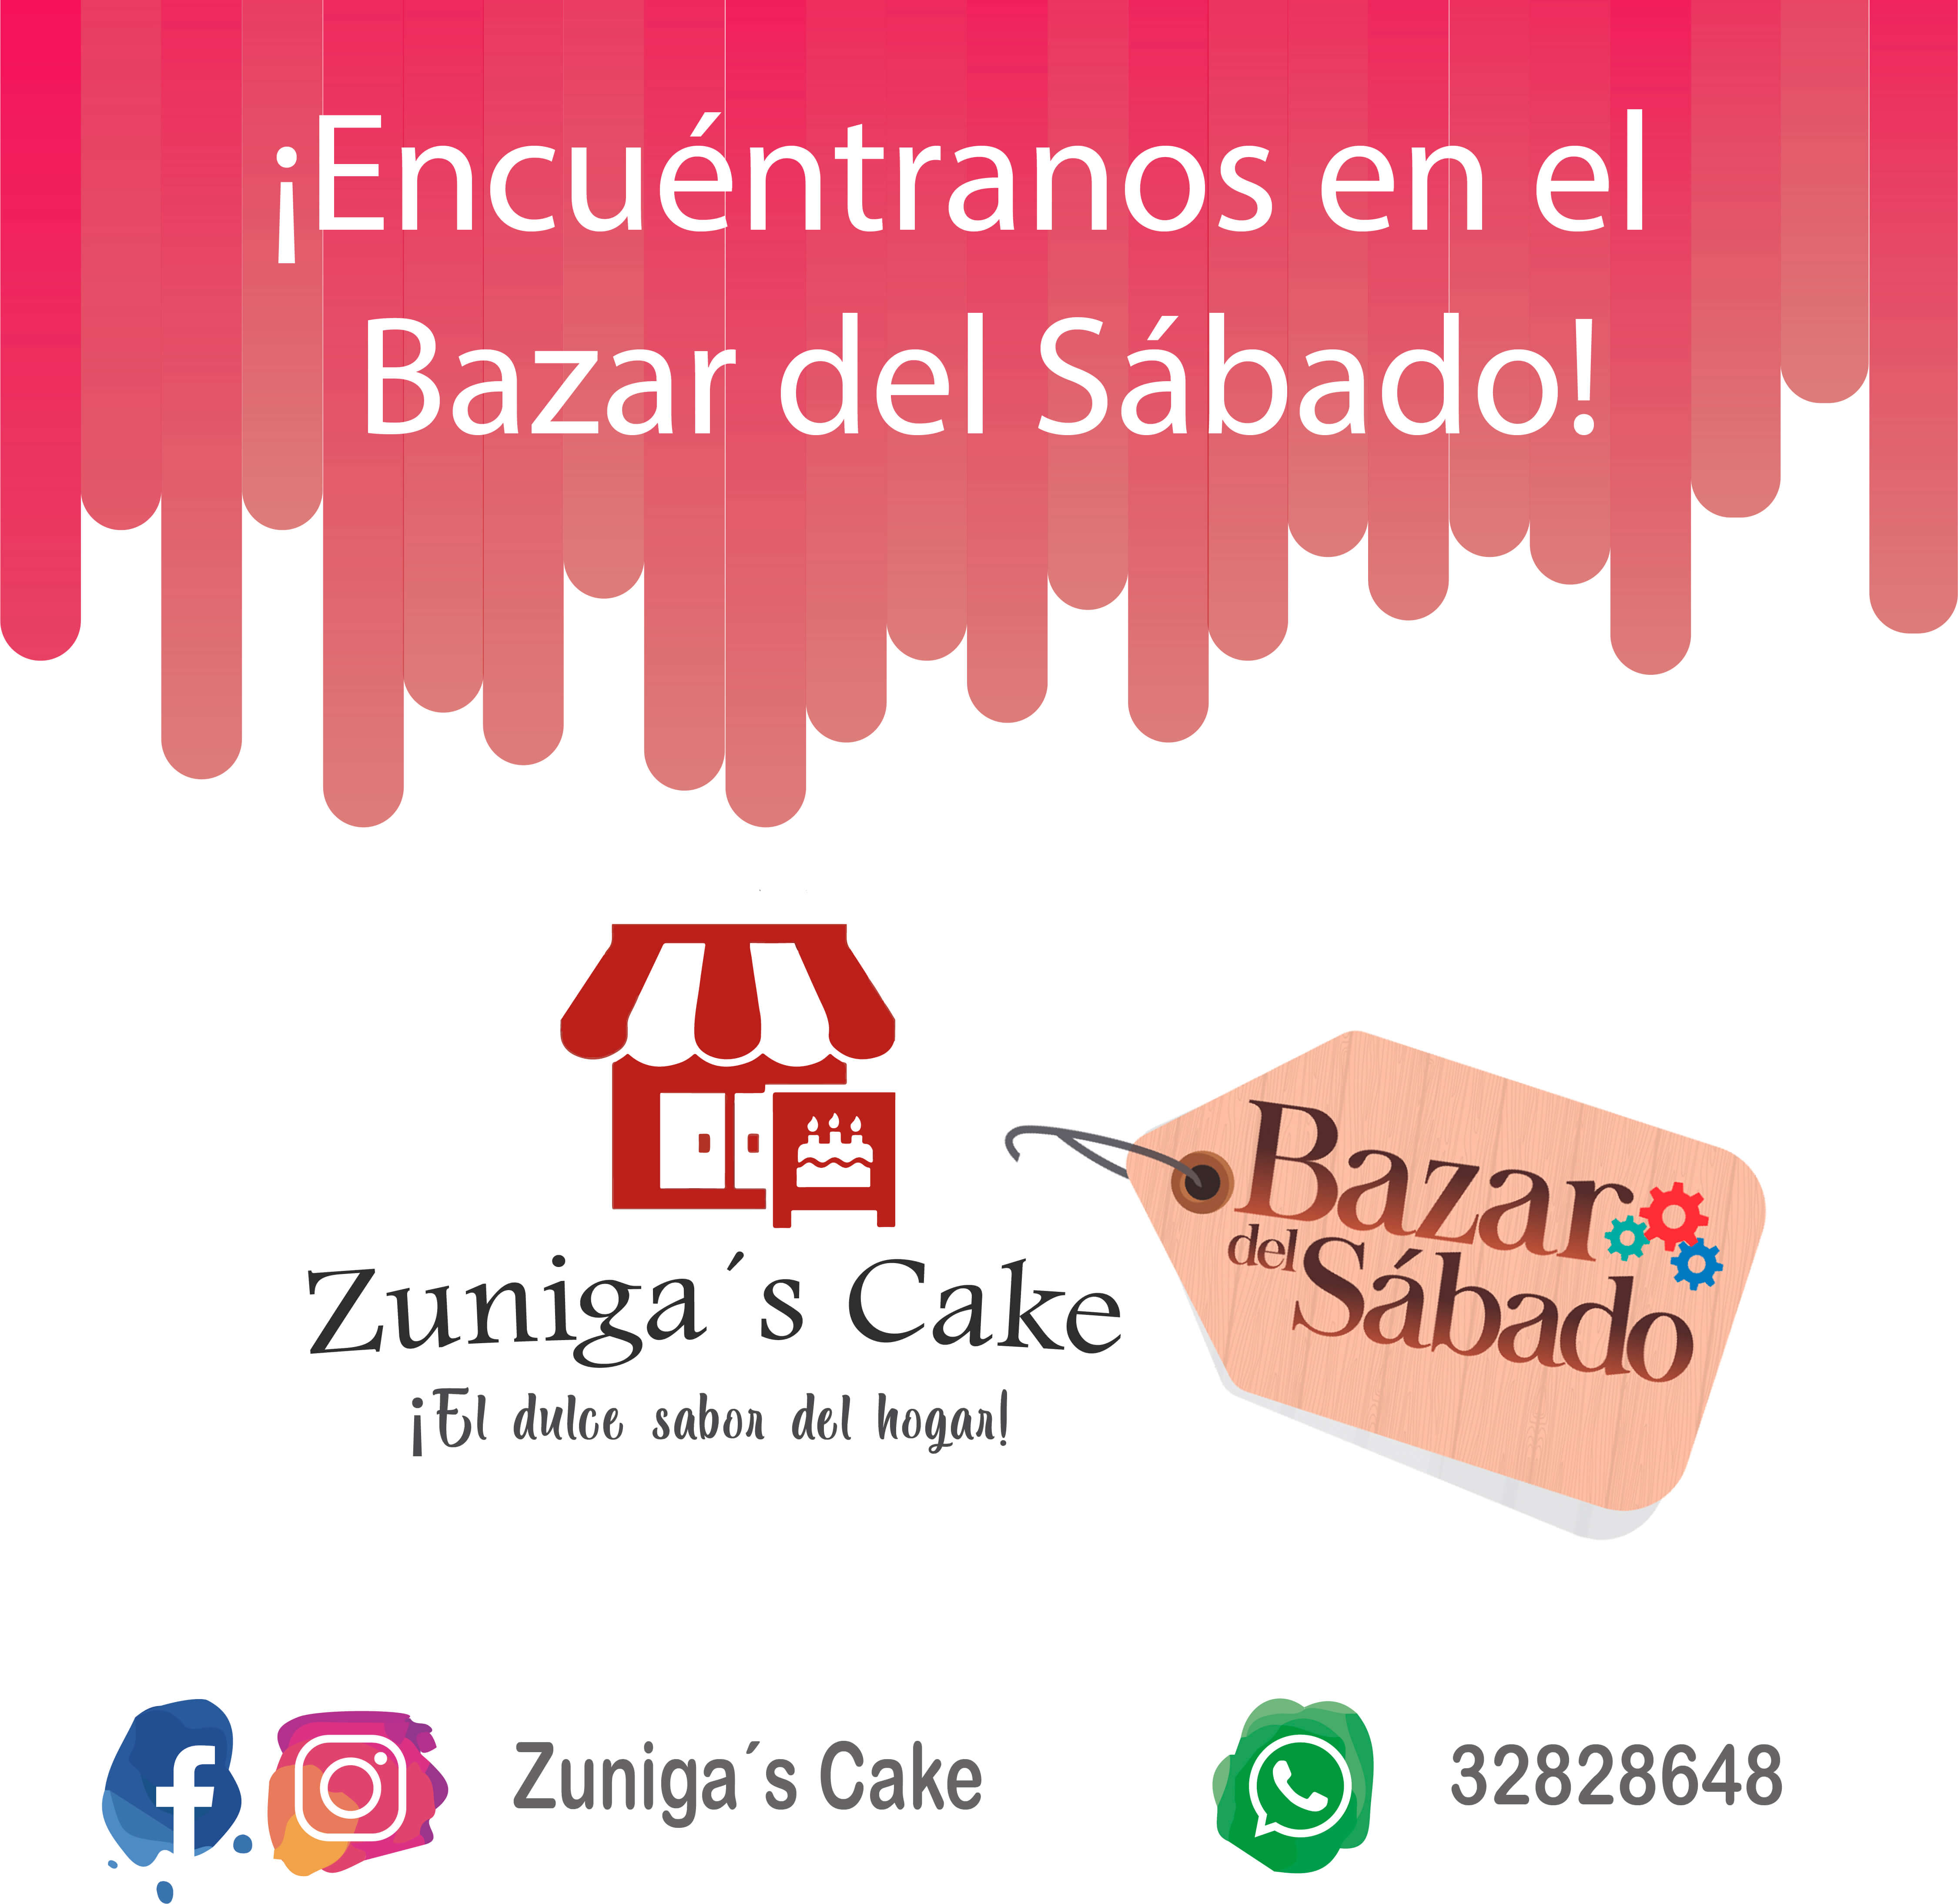 ¡Encuéntranos en el
Bazar del Sábado!
Zuniga´s Cake
¡El dulce sabor del hogar!
Bazar
del Sábado
Zuniga´s Cake
32828648